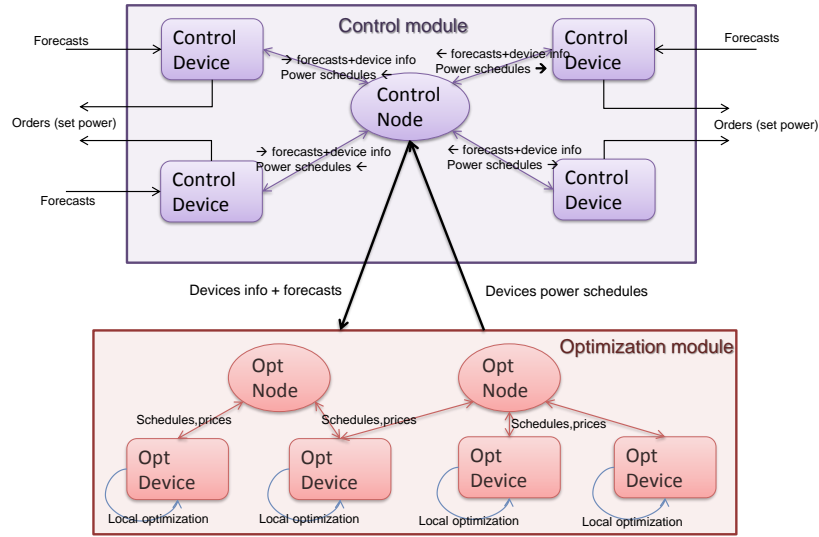 Control module
Forecasts
Control
Device
Control
Device
Forecasts
→ forecasts+device info
Power schedules ←
← forecasts+device info
Power schedules →
Control
Node
Orders (set power)
Orders (set power)
→ forecasts+device info
Power schedules ←
← forecasts+device info
Power schedules →
Control
Device
Control
Device
Forecasts
Devices info + forecasts
Devices power schedules
Optimization module
Opt
Node
Opt
Node
Schedules,prices
Schedules,prices
Schedules,prices
Opt
Device
Opt
Device
Opt
Device
Opt
Device
Local optimization
Local optimization
Local optimization
Local optimization